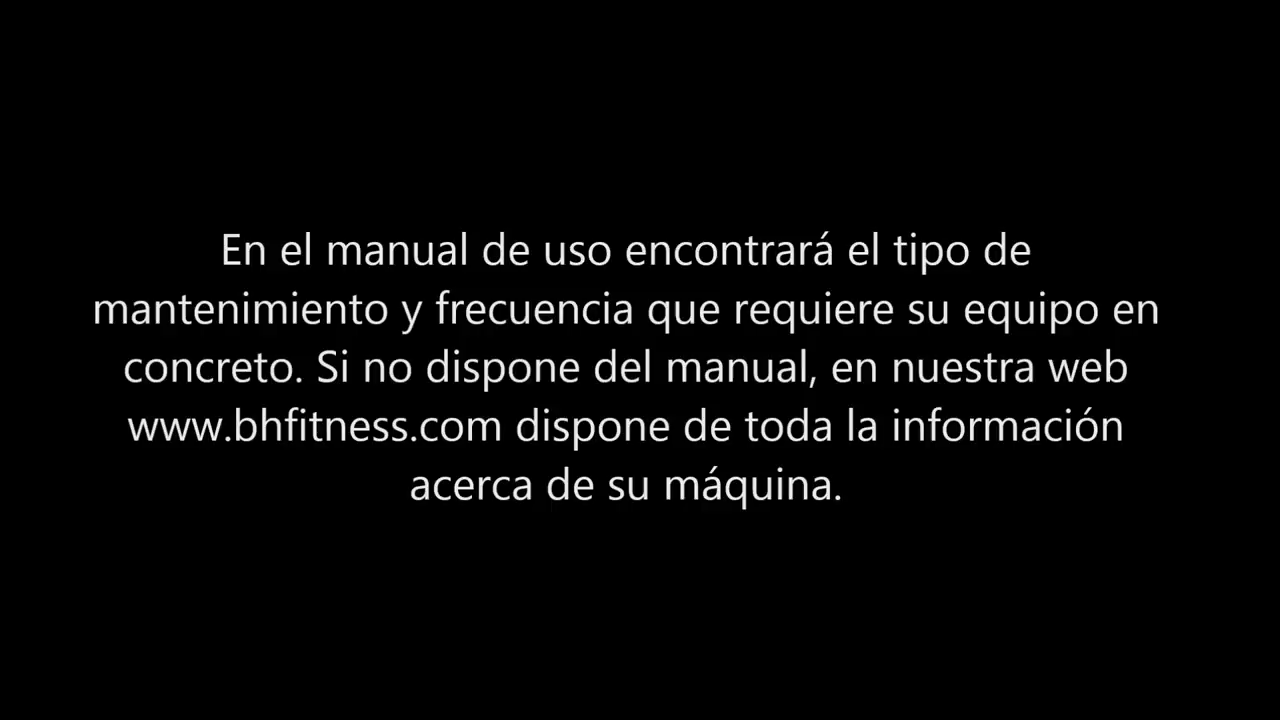 En el manual de uso encontrará el tipo de
mantenimiento y frecuencia que requiere su equipo en
concreto. Si no dispone del manual, en nuestra web
www.bhfitness.com dispone de toda la información
acerca de su máquina.